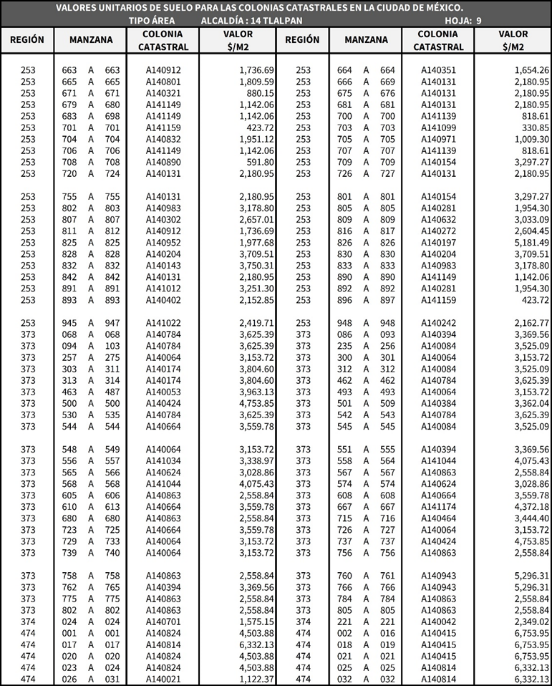 VALORES UNITARIOS DE SUELO PARA LAS COLONIAS CATASTRALES EN LA CIUDAD DE MÉXICO.
TIPO ÁREA ALCALDÍA : 14 TLALPAN HOJA: 9
REGIÓN MANZANA COLONIA CATASTRAL VALOR $/M2 REGIÓN MANZANA COLONIA CATASTRAL VALOR $/M2
253 663 A 663 A140912 1,736.69 253 664 A 664 A140351 1,654.26
253 665 A 665 A140801 1,809.59 253 666 A 669 A140131 2,180.95
253 671 A 671 A140321 880.15 253 675 A 676 A140131 2,180.95
253 679 A 680 A141149 1,142.06 253 681 A 681 A140131 2,180.95
253 683 A 698 A141149 1,142.06 253 700 A 700 A141139 818.61
253 701 A 701 A141159 423.72 253 703 A 703 A141099 330.85
253 704 A 704 A140832 1,951.12 253 705 A 705 A140971 1,009.30
253 706 A 706 A141149 1,142.06 253 707 A 707 A141139 818.61
253 708 A 708 A140890 591.80 253 709 A 709 A140154 3,297.27
253 720 A 724 A140131 2,180.95 253 726 A 727 A140131 2,180.95
253 755 A 755 A140131 2,180.95 253 801 A 801 A140154 3,297.27
253 802 A 803 A140983 3,178.80 253 805 A 805 A140281 1,954.30
253 807 A 807 A140302 2,657.01 253 809 A 809 A140632 3,033.09
253 811 A 812 A140912 1,736.69 253 816 A 817 A140272 2,604.45
253 825 A 825 A140952 1,977.68 253 826 A 826 A140197 5,181.49
253 828 A 828 A140204 3,709.51 253 830 A 830 A140204 3,709.51
253 832 A 832 A140143 3,750.31 253 833 A 833 A140983 3,178.80
253 842 A 842 A140131 2,180.95 253 890 A 890 A141149 1,142.06
253 891 A 891 A141012 3,251.30 253 892 A 892 A140281 1,954.30
253 893 A 893 A140402 2,152.85 253 896 A 897 A141159 423.72
253 945 A 947 A141022 2,419.71 253 948 A 948 A140242 2,162.77
373 068 A 068 A140784 3,625.39 373 086 A 093 A140394 3,369.56
373 094 A 103 A140784 3,625.39 373 235 A 256 A140084 3,525.09
373 257 A 275 A140064 3,153.72 373 300 A 301 A140064 3,153.72
373 303 A 311 A140174 3,804.60 373 312 A 312 A140084 3,525.09
373 313 A 314 A140174 3,804.60 373 462 A 462 A140784 3,625.39
373 463 A 487 A140053 3,963.13 373 493 A 493 A140064 3,153.72
373 500 A 500 A140424 4,753.85 373 501 A 509 A140384 3,362.04
373 530 A 535 A140784 3,625.39 373 542 A 543 A140784 3,625.39
373 544 A 544 A140664 3,559.78 373 545 A 545 A140084 3,525.09
373 548 A 549 A140064 3,153.72 373 551 A 555 A140394 3,369.56
373 556 A 557 A141034 3,338.97 373 558 A 564 A141044 4,075.43
373 565 A 566 A140624 3,028.86 373 567 A 567 A140863 2,558.84
373 568 A 568 A141044 4,075.43 373 574 A 574 A140624 3,028.86
373 605 A 606 A140863 2,558.84 373 608 A 608 A140664 3,559.78
373 610 A 613 A140664 3,559.78 373 667 A 667 A141174 4,372.18
373 680 A 680 A140863 2,558.84 373 715 A 716 A140464 3,444.40
373 723 A 725 A140664 3,559.78 373 726 A 727 A140064 3,153.72
373 729 A 733 A140064 3,153.72 373 737 A 737 A140424 4,753.85
373 739 A 740 A140064 3,153.72 373 756 A 756 A140863 2,558.84
373 758 A 758 A140863 2,558.84 373 760 A 761 A140943 5,296.31
373 762 A 765 A140394 3,369.56 373 766 A 766 A140943 5,296.31
373 775 A 775 A140863 2,558.84 373 784 A 784 A140863 2,558.84
373 802 A 802 A140863 2,558.84 373 805 A 805 A140863 2,558.84
374 024 A 024 A140701 1,575.15 374 221 A 221 A140042 2,349.02
474 001 A 001 A140824 4,503.88 474 002 A 016 A140415 6,753.95
474 017 A 017 A140814 6,332.13 474 018 A 019 A140415 6,753.95
474 020 A 020 A140824 4,503.88 474 021 A 021 A140415 6,753.95
474 023 A 024 A140824 4,503.88 474 025 A 025 A140814 6,332.13
474 026 A 031 A140021 1,122.37 474 032 A 032 A140814 6,332.13